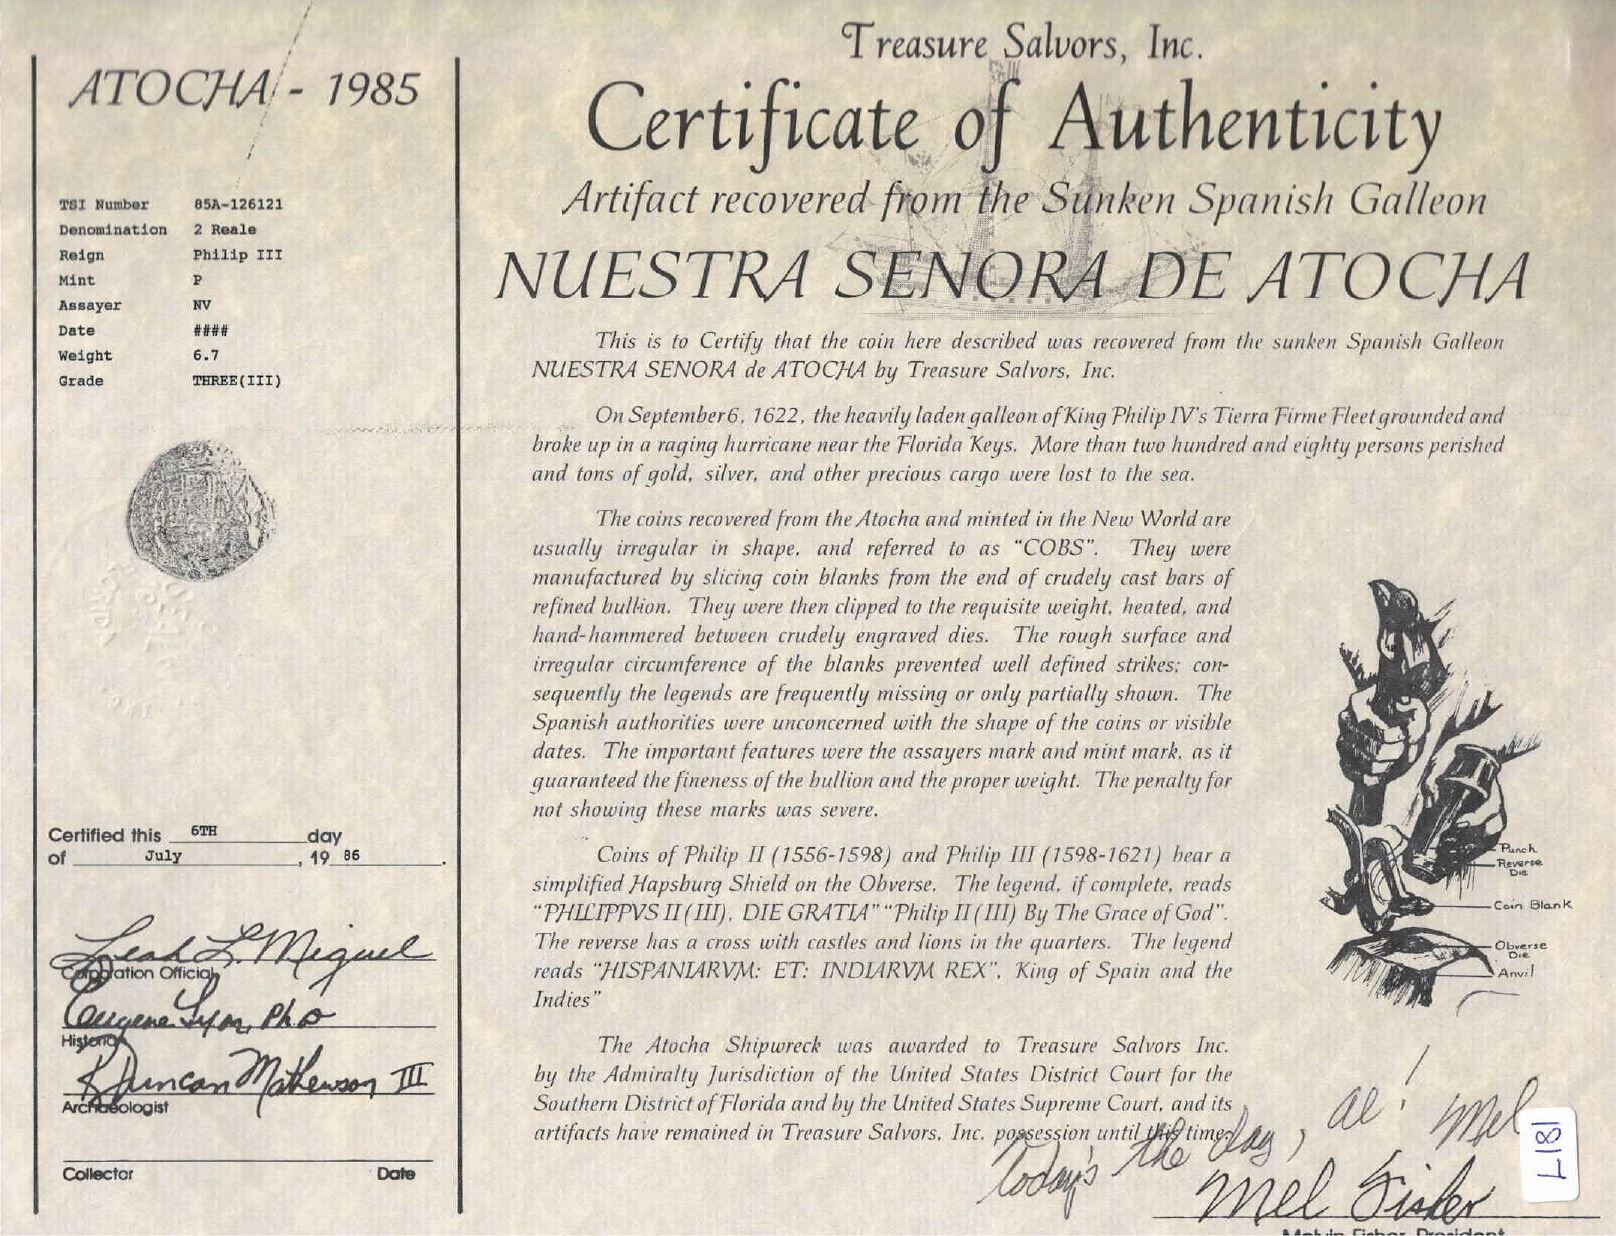 ATOCHA - 1985
TSI Number 85A-126121
Denomination 2 Reale
Reign Philip III
Mint P
Assayer NV
Date ####
Weight 6.7
Grade THREE(III)
Certified this 6TH day
of July , 19 86 .
Leah L. Miguel
Corporation Official
Eugene Lyon, Ph D
Historian
R Duncan Mathewson III
Archaeologist
Collector Date
Treasure Salvors, Inc.
Certificate of Authenticity
Artifact recovered from the Sunken Spanish Galleon
NUESTRA SENORA DE ATOCHA
This is to Certify that the coin here described was recovered from the sunken Spanish Galleon
NUESTRA SENORA de ATOCHA by Treasure Salvors, Inc.
On September 6, 1622, the heavily laden galleon of King Philip IV's Tierra Firme Fleet grounded and
broke up in a raging hurricane near the Florida Keys. More than two hundred and eighty persons perished
and tons of gold, silver, and other precious cargo were lost to the sea.
The coins recovered from the Atocha and minted in the New World are
usually irregular in shape, and referred to as "COBS". They were
manufactured by slicing coin blanks from the end of crudely cast bars of
refined bullion. They were then clipped to the requisite weight, heated, and
hand-hammered between crudely engraved dies. The rough surface and
irregular circumference of the blanks prevented well defined strikes; con-
sequently the legends are frequently missing or only partially shown. The
Spanish authorities were unconcerned with the shape of the coins or visible
dates. The important features were the assayers mark and mint mark, as it
guaranteed the fineness of the bullion and the proper weight. The penalty for
not showing these marks was severe.
Coins of Philip II (1556-1598) and Philip III (1598-1621) bear a
simplified Hapsburg Shield on the Obverse. The legend, if complete, reads
"PHILIPPVS II (III), DIE GRATIA" "Philip II (III) By The Grace of God".
The reverse has a cross with castles and lions in the quarters. The legend
reads "HISPANIARVM: ET: INDIARVM REX", King of Spain and the
Indies"
The Atocha Shipwreck was awarded to Treasure Salvors Inc.
by the Admiralty Jurisdiction of the United States District Court for the
Southern District of Florida and by the United States Supreme Court, and its
artifacts have remained in Treasure Salvors, Inc. possession until this time.
Punch
Reverse
Die
Coin Blank
Obverse
Die
Anvil
Today's the day, al! Mel
Mel Fisher
Melvin Fisher, President
1817